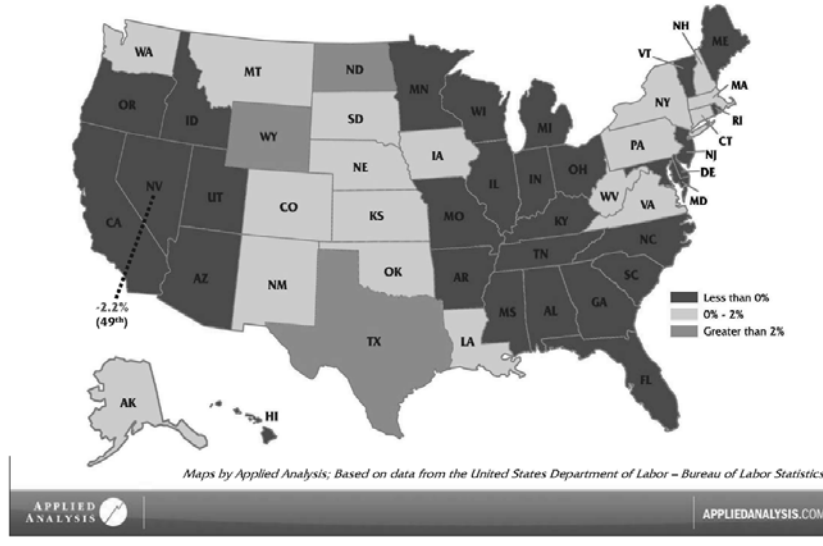 NH
ME
VT
WA
MT
ND
MN
OR
ID
SD
WI
NY
MA
MI
RI
WY
CT
IA
PA
NJ
NE
NV
OH
DE
UT
IL
IN
CO
WV
VA
MD
CA
KS
MO
KY
NC
TN
AZ
OK
NM
AR
SC
MS
AL
GA
Less than 0%
-2.2%
(49th)
0% - 2%
TX
LA
Greater than 2%
FL
AK
HI
Maps by Applied Analysis; Based on data from the United States Department of Labor – Bureau of Labor Statistics
APPLIED
ANALYSIS
APPLIEDANALYSIS.COM